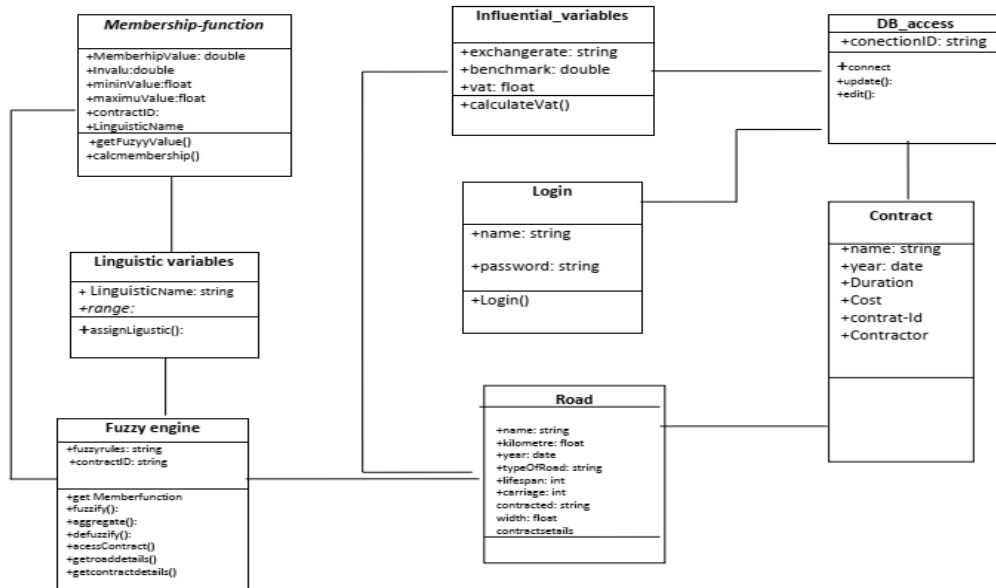 Membership-function
+MemberhipValue: double
+Invalu:double
+mininValue:float
+maximuValue:float
+contractID:
+LinguisticName
+getFuzyyValue()
+calcmembership()
Influential_variables
+exchangerate: string
+benchmark: double
+vat: float
+calculateVat()
DB_access
+conectionID: string
+connect
+update():
+edit():
Login
+name: string
+password: string
+Login()
Contract
+name: string
+year: date
+Duration
+Cost
+contrat-Id
+Contractor
Linguistic variables
+ LinguisticName: string
+range:
+assignLigustic():
Fuzzy engine
+fuzzyrules: string
+contractID: string
+get Memberfunction
+fuzzify():
+aggregate():
+defuzzify():
+acessContract()
+getroaddetails()
+getcontractdetails()
Road
+name: string
+kilometre: float
+year: date
+typeOfRoad: string
+lifespan: int
+carriage: int
contracted: string
width: float
contractsetails